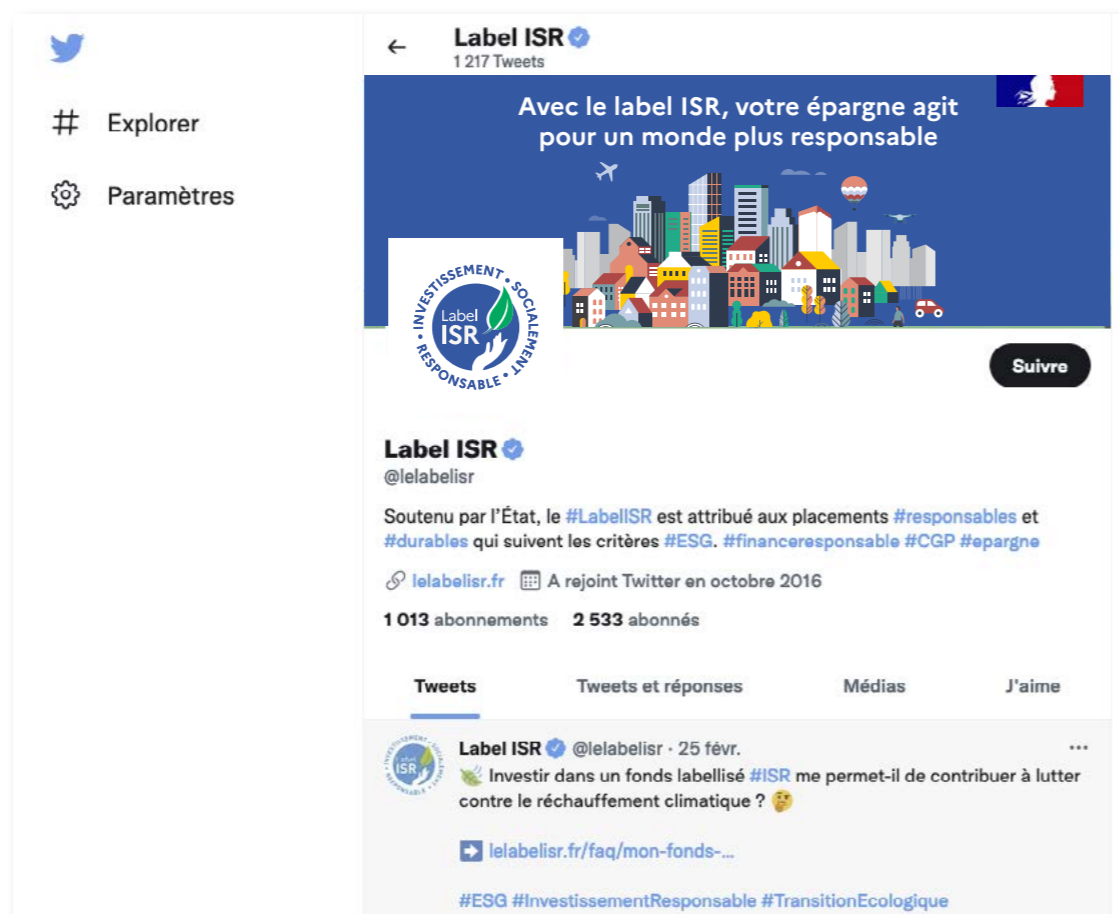 Label ISR
1 217 Tweets
Explorer
Paramètres
Avec le label ISR, votre épargne agit
pour un monde plus responsable
INVESTISSEMENT • SOCIALEMENT • RESPONSABLE •
Label
ISR
Suivre
Label ISR
@lelabelisr
Soutenu par l’État, le #LabelISR est attribué aux placements #responsables et
#durables qui suivent les critères #ESG. #financeresponsable #CGP #epargne
lelabelisr.fr A rejoint Twitter en octobre 2016
1 013 abonnements 2 533 abonnés
Tweets Tweets et réponses Médias J'aime
Label ISR @lelabelisr · 25 févr.
INVESTISSEMENT • SOCIALEMENT • RESPONSABLE •
Label
ISR
Investir dans un fonds labellisé #ISR me permet-il de contribuer à lutter
contre le réchauffement climatique ?
lelabelisr.fr/faq/mon-fonds-...
#ESG #InvestissementResponsable #TransitionEcologique